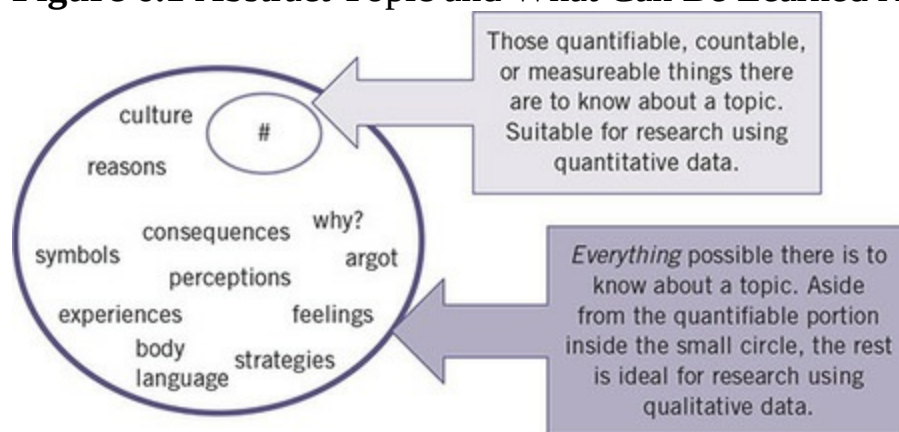 Those quantifiable, countable,
or measureable things there
are to know about a topic.
Suitable for research using
quantitative data.
culture
#
reasons
why?
consequences
symbols
argot
perceptions
experiences
feelings
body
language
strategies
Everything possible there is to
know about a topic. Aside
from the quantifiable portion
inside the small circle, the rest
is ideal for research using
qualitative data.